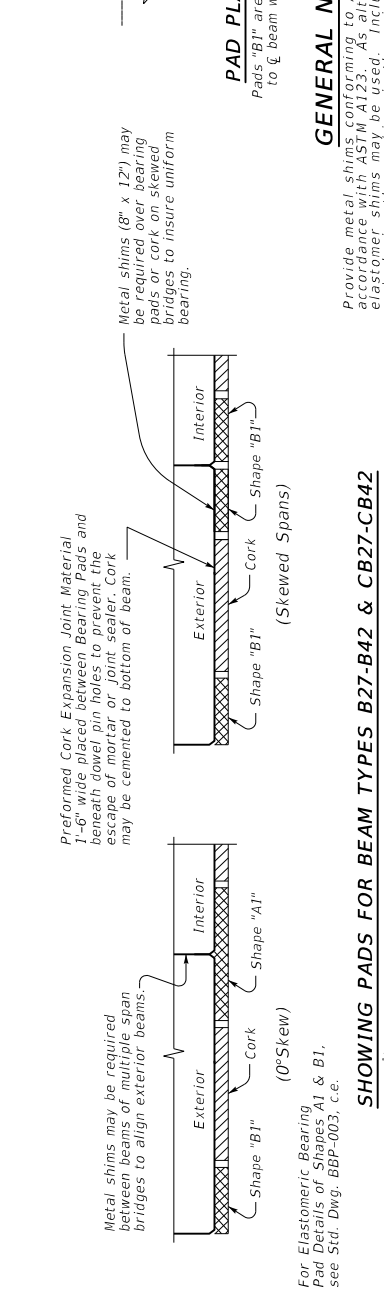 Metal shims may be required
between beams of multiple span
bridges to align exterior beams.
Exterior
Interior
Shape "B1"
Cork
Shape "A1"
(0°Skew)
For Elastomeric Bearing
Pad Details of Shapes A1 & B1,
see Std. Dwg. BBP-003, c.e.
Preformed Cork Expansion Joint Material
1'-6" wide placed between Bearing Pads and
beneath dowel pin holes to prevent the
escape of mortar or joint sealer. Cork
may be cemented to bottom of beam.
Metal shims (8" x 12") may
be required over bearing
pads or cork on skewed
bridges to insure uniform
bearing.
Exterior
Interior
Shape "B1"
Cork
Shape "B1"
(Skewed Spans)
SHOWING PADS FOR BEAM TYPES B27-B42 & CB27-CB42
PAD PL
Pads "B1" are
to ℄ beam
GENERAL N
Provide metal shims conforming to
accordance with ASTM A123. As
elastomer shims may be used.